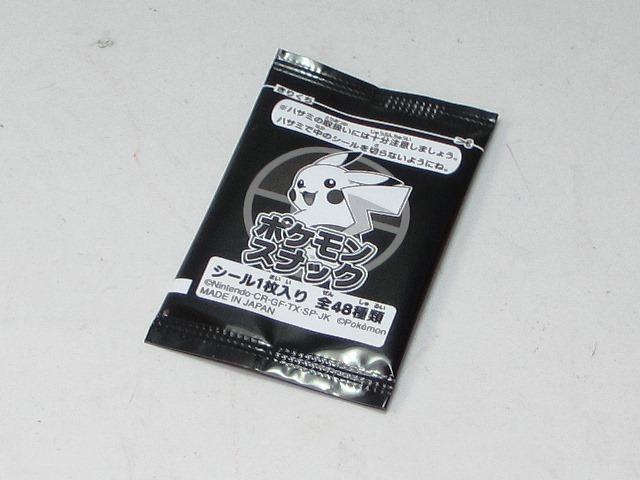 きりくち
※ハサミの取扱いには十分注意しましょう。
ハサミで中のシールを切らないようにね。
ポケモン
スナック
シール1枚入り 全48種類
©Nintendo・CR・GF・TX・SP・JK ©Pokémon
MADE IN JAPAN